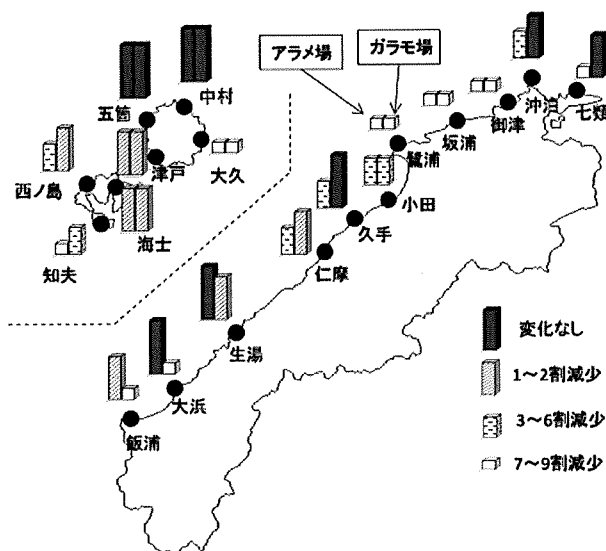 アラメ場
ガラモ場
五箇
中村
津戸
大久
西ノ島
海士
知夫
沖泊
七類
御津
坂浦
鷺浦
小田
久手
仁摩
生湯
大浜
飯浦
変化なし
1～2割減少
3～6割減少
7～9割減少